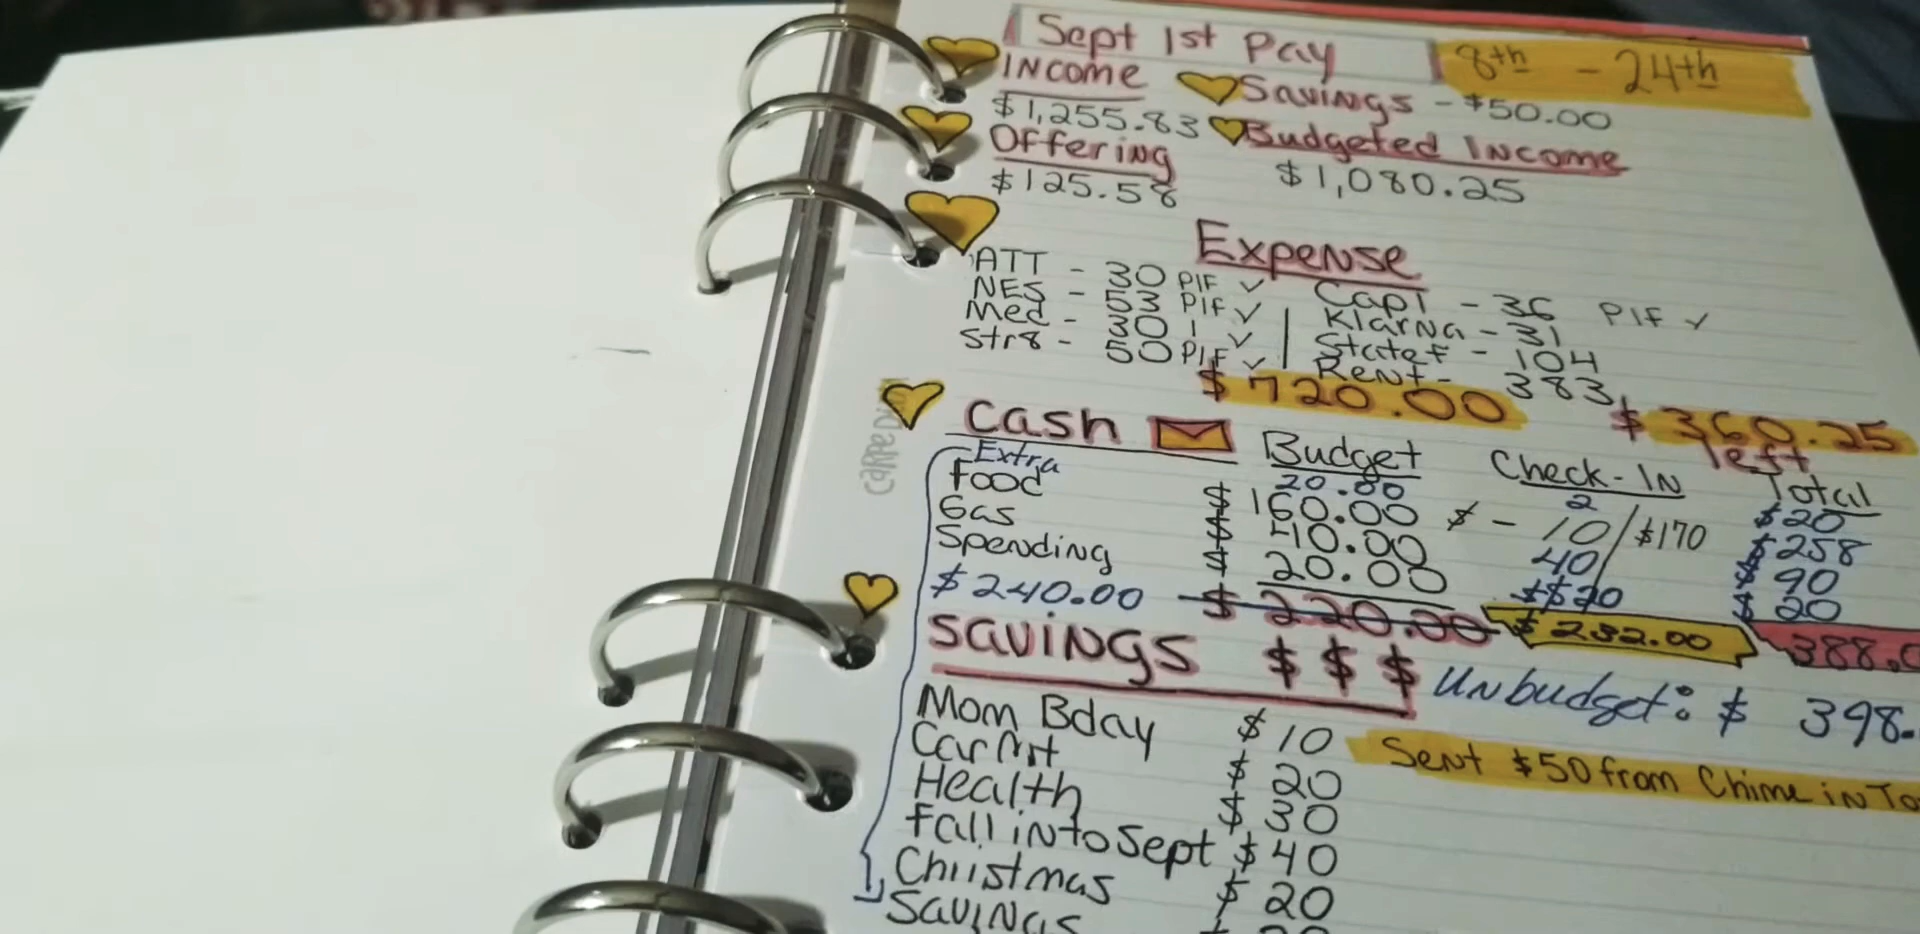 Sept 1st Pay 8th - 24th
Income Savings - $50.00
$1,255.83 Budgeted Income
Offering $1,080.25
$125.58
Expense
ATT - 30 PIF ✓ Cap1 - 36 PIF ✓
NES - 53 PIF ✓ Klarna - 31
Med - 30 ✓ Statef - 104
Str8 - 50 PIF ✓ Rent - 383
$720.00 $360.25
left
Cash Budget Check-In Total
Extra 20.00 2 $20
Food $160.00 $ - 10 / $170 $258
Gas $ 40.00 40 $90
Spending $ 20.00 $20 $20
$240.00 $220.00 $232.00 388.
Savings $ $ $ Unbudget: $ 398.
Mom Bday $10
Sent $50 from Chime in To
$20
Health $30
Fall into Sept $40
Christmas $20
Savings